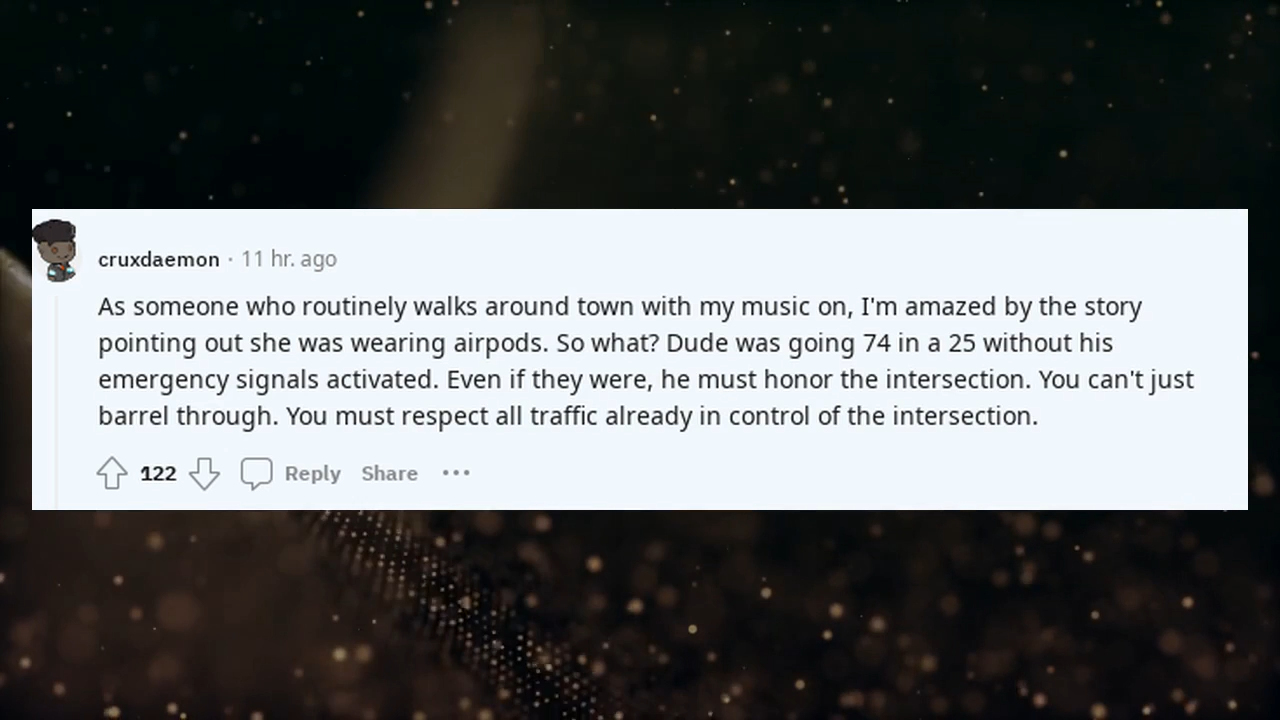 cruxdaemon · 11 hr. ago
As someone who routinely walks around town with my music on, I'm amazed by the story
pointing out she was wearing airpods. So what? Dude was going 74 in a 25 without his
emergency signals activated. Even if they were, he must honor the intersection. You can't just
barrel through. You must respect all traffic already in control of the intersection.
122 Reply Share •••